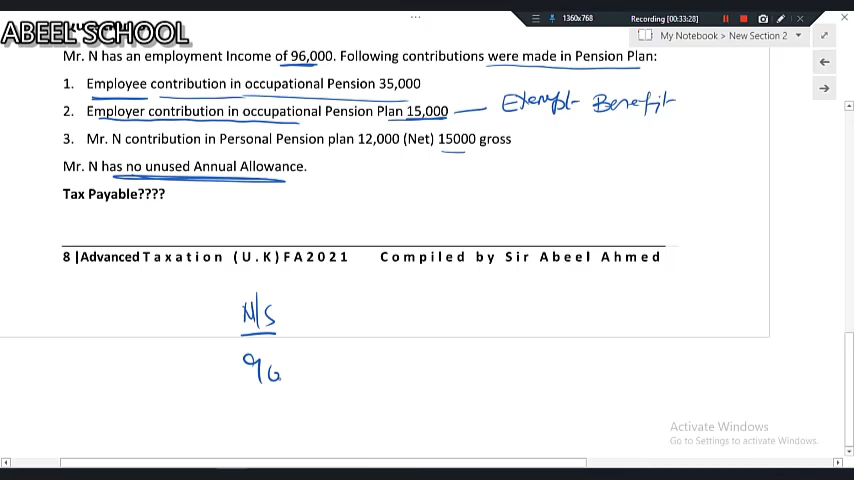 1360x768
Recording [00:33:28]
ABEEL SCHOOL
My Notebook > New Section 2
Mr. N has an employment Income of 96,000. Following contributions were made in Pension Plan:
1. Employee contribution in occupational Pension 35,000
2. Employer contribution in occupational Pension Plan 15,000 — Exempt Benefit
3. Mr. N contribution in Personal Pension plan 12,000 (Net) 15000 gross
Mr. N has no unused Annual Allowance.
Tax Payable????
8 |Advanced Taxation (U.K) FA2021 Compiled by Sir Abeel Ahmed
N/S
96
Activate Windows
Go to Settings to activate Windows.